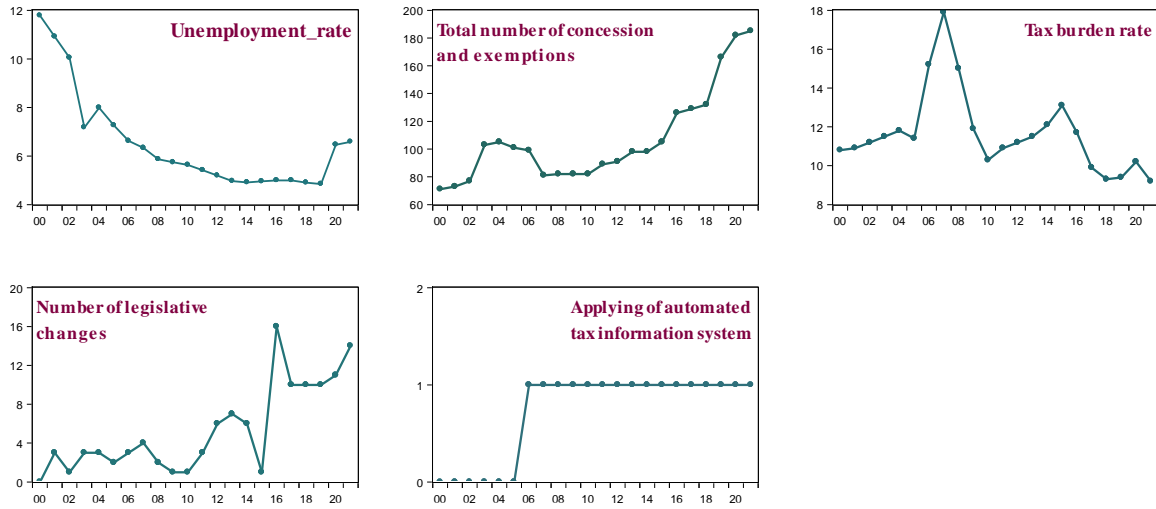 Unemployment_rate
12
10
8
6
4
00 02 04 06 08 10 12 14 16 18 20
Total number of concession
and exemptions
200
180
160
140
120
100
80
60
00 02 04 06 08 10 12 14 16 18 20
Tax burden rate
18
16
14
12
10
8
00 02 04 06 08 10 12 14 16 18 20
Number of legislative
changes
20
16
12
8
4
0
00 02 04 06 08 10 12 14 16 18 20
Applying of automated
tax information system
2
1
0
00 02 04 06 08 10 12 14 16 18 20